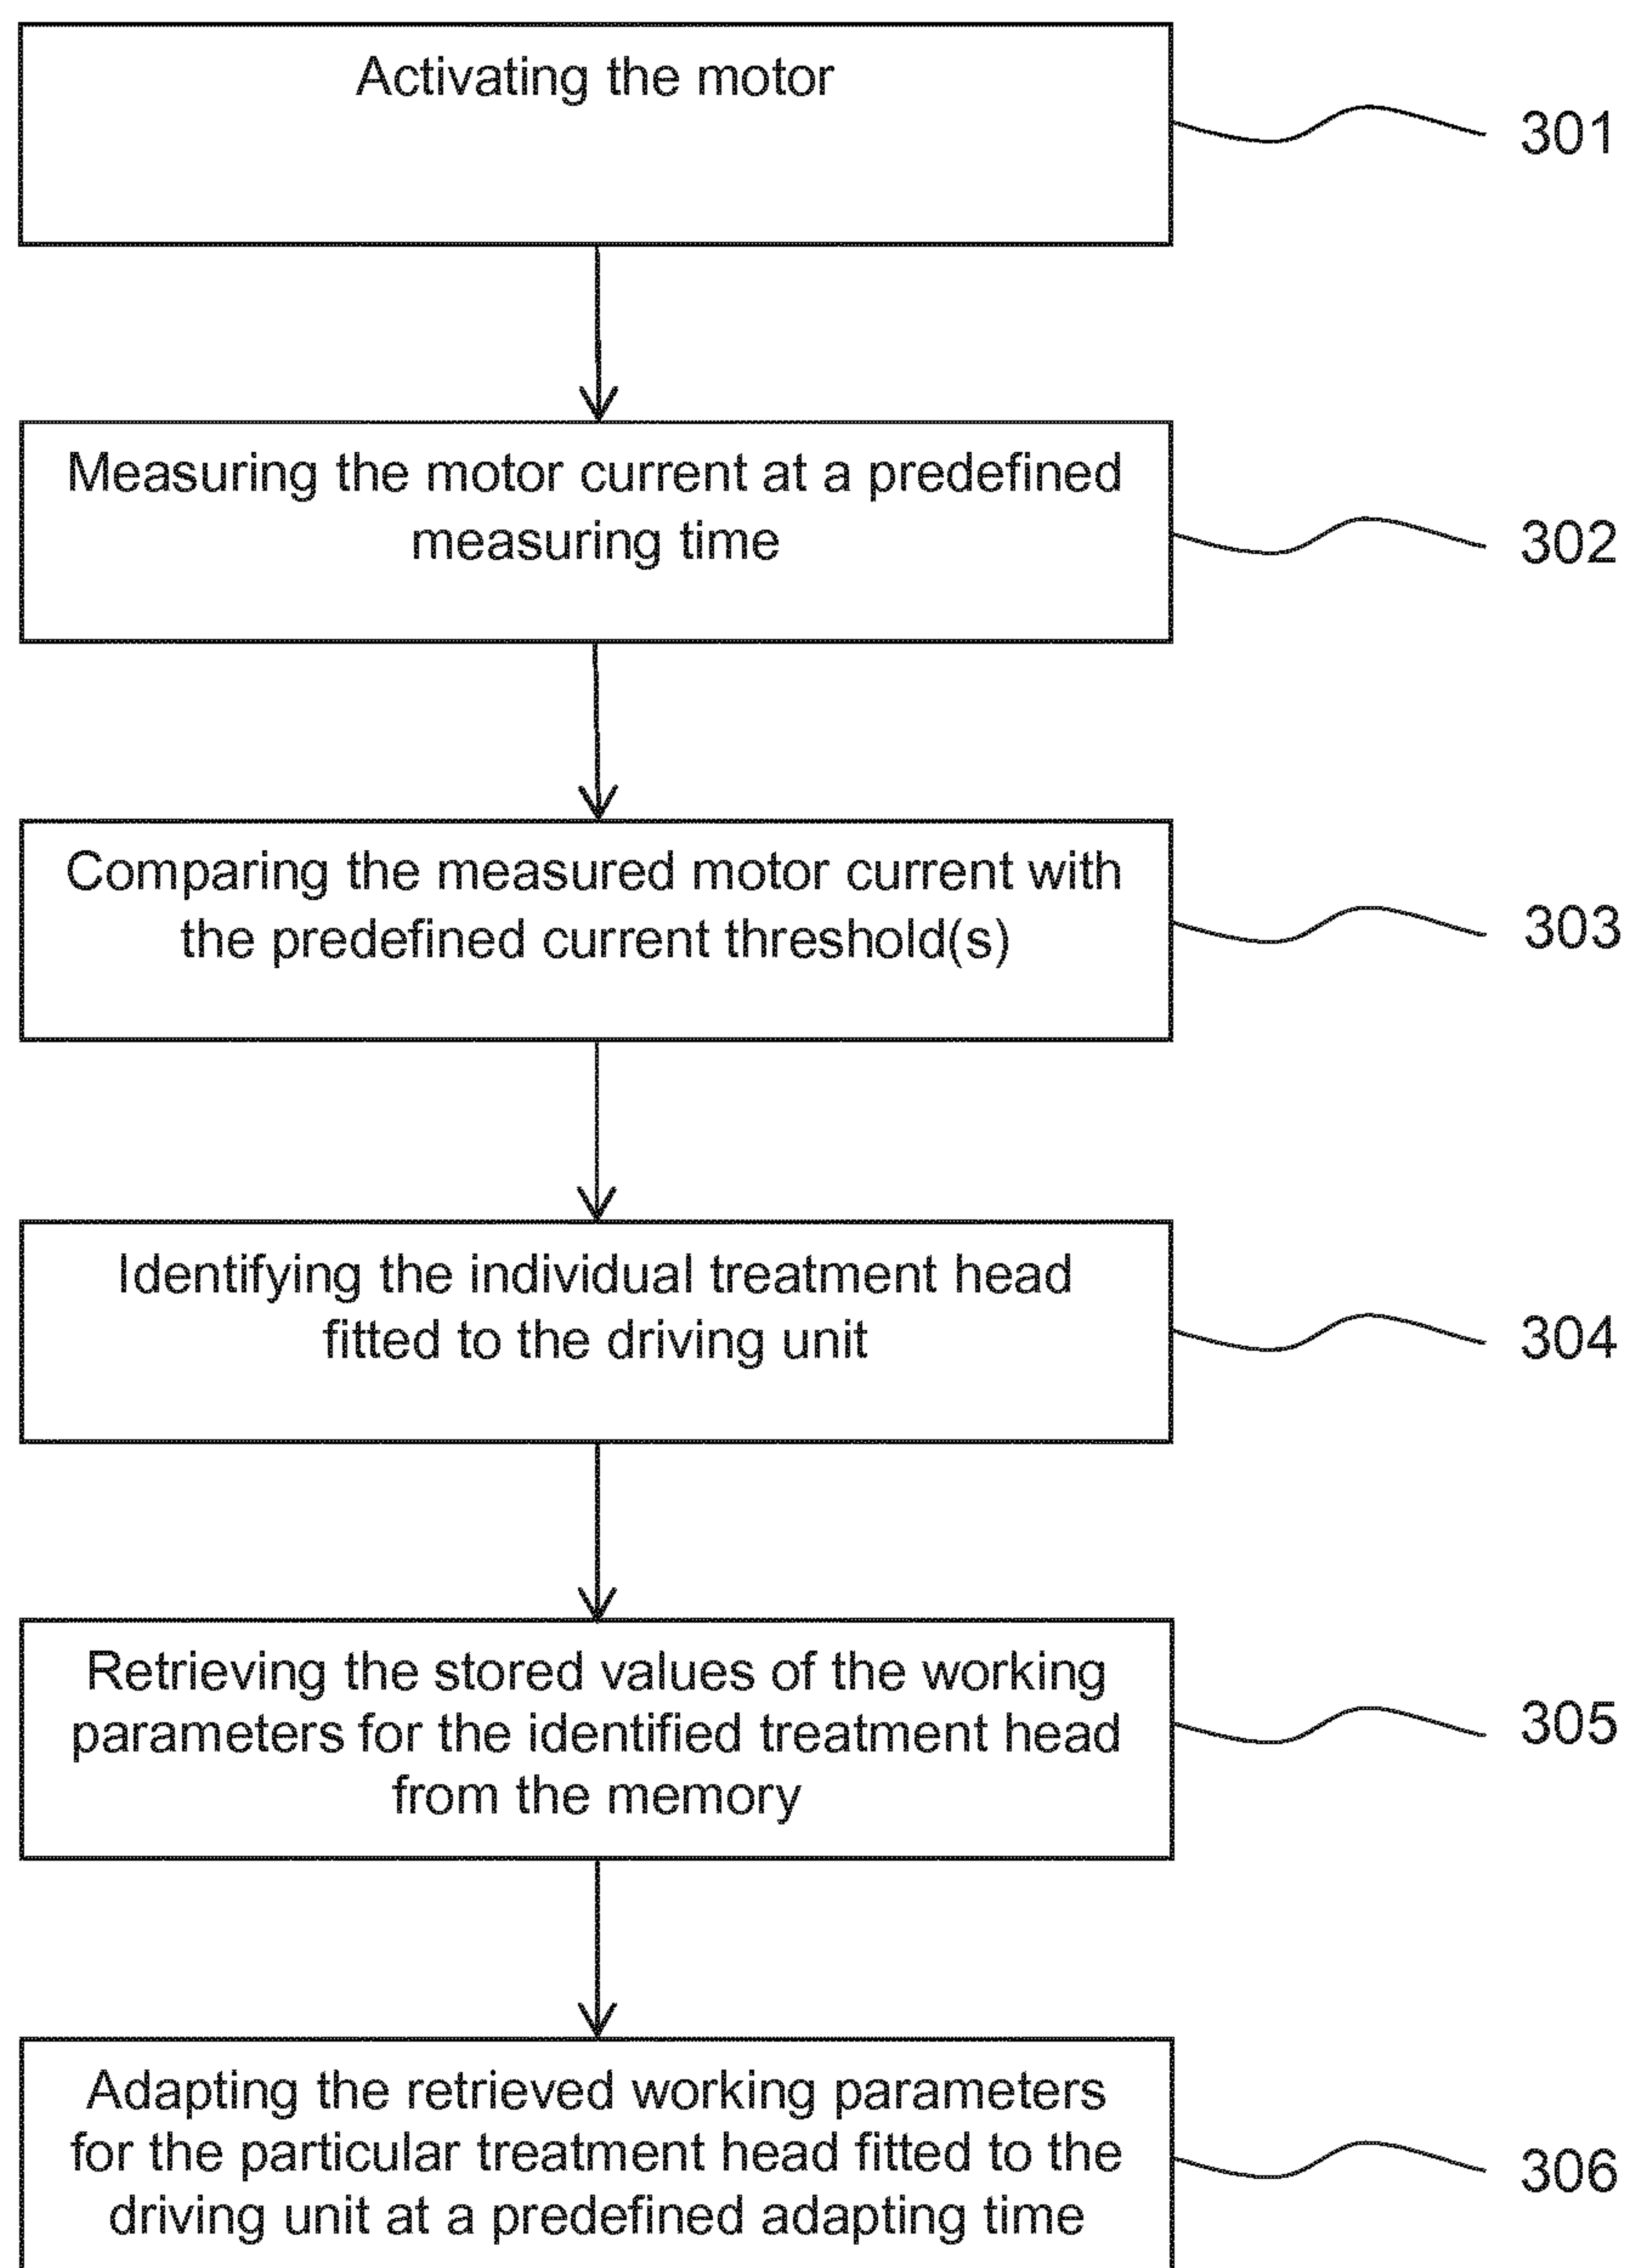 Activating the motor
301
Measuring the motor current at a predefined
measuring time
302
Comparing the measured motor current with
the predefined current threshold(s)
303
Identifying the individual treatment head
fitted to the driving unit
304
Retrieving the stored values of the working
parameters for the identified treatment head
from the memory
305
Adapting the retrieved working parameters
for the particular treatment head fitted to the
driving unit at a predefined adapting time
306